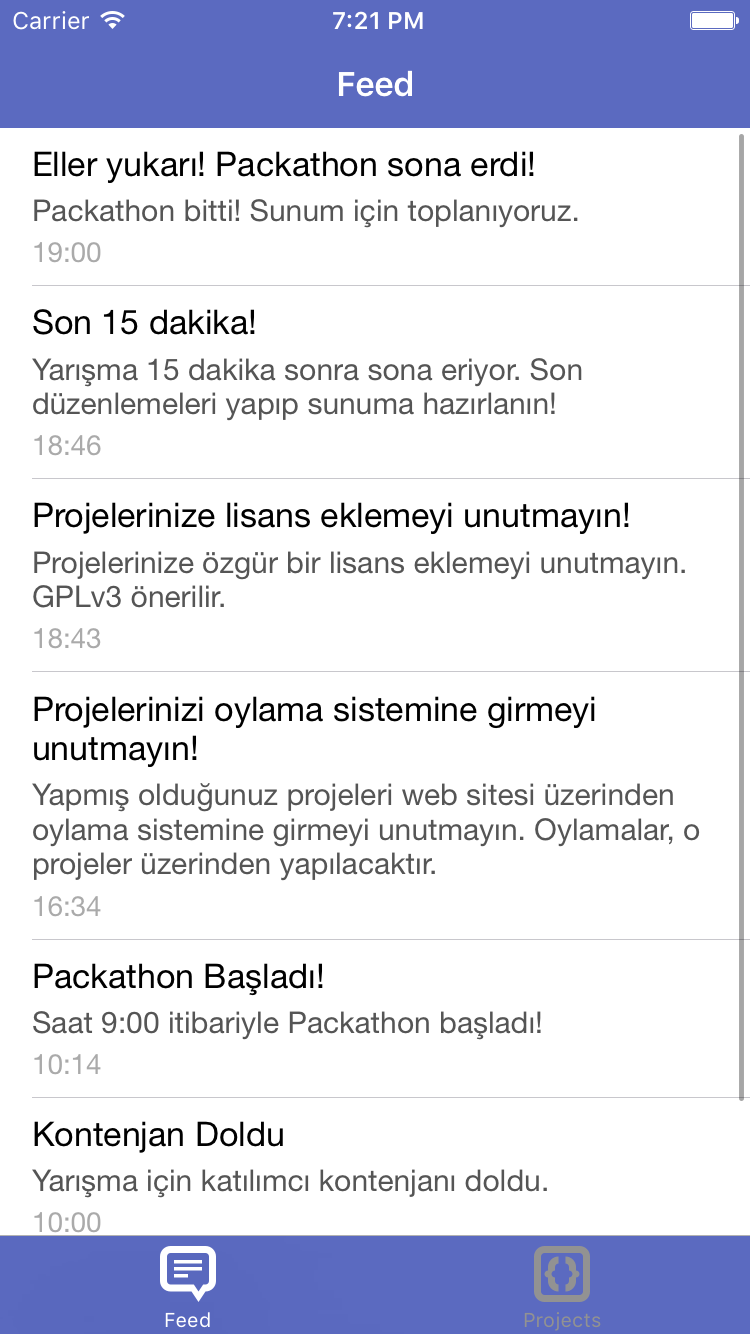 Carrier 7:21 PM
Feed
Eller yukarı! Packathon sona erdi!
Packathon bitti! Sunum için toplanıyoruz.
19:00
Son 15 dakika!
Yarışma 15 dakika sonra sona eriyor. Son
düzenlemeleri yapıp sunuma hazırlanın!
18:46
Projelerinize lisans eklemeyi unutmayın!
Projelerinize özgür bir lisans eklemeyi unutmayın.
GPLv3 önerilir.
18:43
Projelerinizi oylama sistemine girmeyi
unutmayın!
Yapmış olduğunuz projeleri web sitesi üzerinden
oylama sistemine girmeyi unutmayın. Oylamalar, o
projeler üzerinden yapılacaktır.
16:34
Packathon Başladı!
Saat 9:00 itibariyle Packathon başladı!
10:14
Kontenjan Doldu
Yarışma için katılımcı kontenjanı doldu.
10:00
Feed Projects